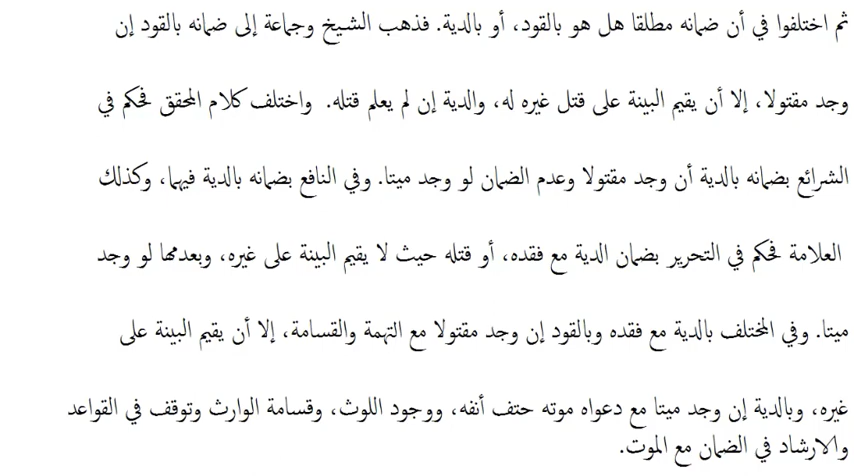 ثم اختلفوا في أن ضمانه مطلقا هل هو بالقود، أو بالدية. فذهب الشيخ وجماعة إلى ضمانه بالقود إن
وجد مقتولا، إلا أن يقيم البينة على قتل غيره له، والدية إن لم يعلم قتله. واختلف كلام المحقق فحكم في
الشرائع بضمانه بالدية أن وجد مقتولا وعدم الضمان لو وجد ميتا. وفي النافع بضمانه بالدية فيهما، وكذلك
العلامة فحكم في التحرير بضمان الدية مع فقده، أو قتله حيث لا يقيم البينة على غيره، وبعدمها لو وجد
ميتا. وفي المختلف بالدية مع فقده وبالقود إن وجد مقتولا مع التهمة والقسامة، إلا أن يقيم البينة على
غيره، وبالدية إن وجد ميتا مع دعواه موته حتف أنفه، ووجود اللوث، وقسامة الوارث وتوقف في القواعد
والارشاد في الضمان مع الموت.